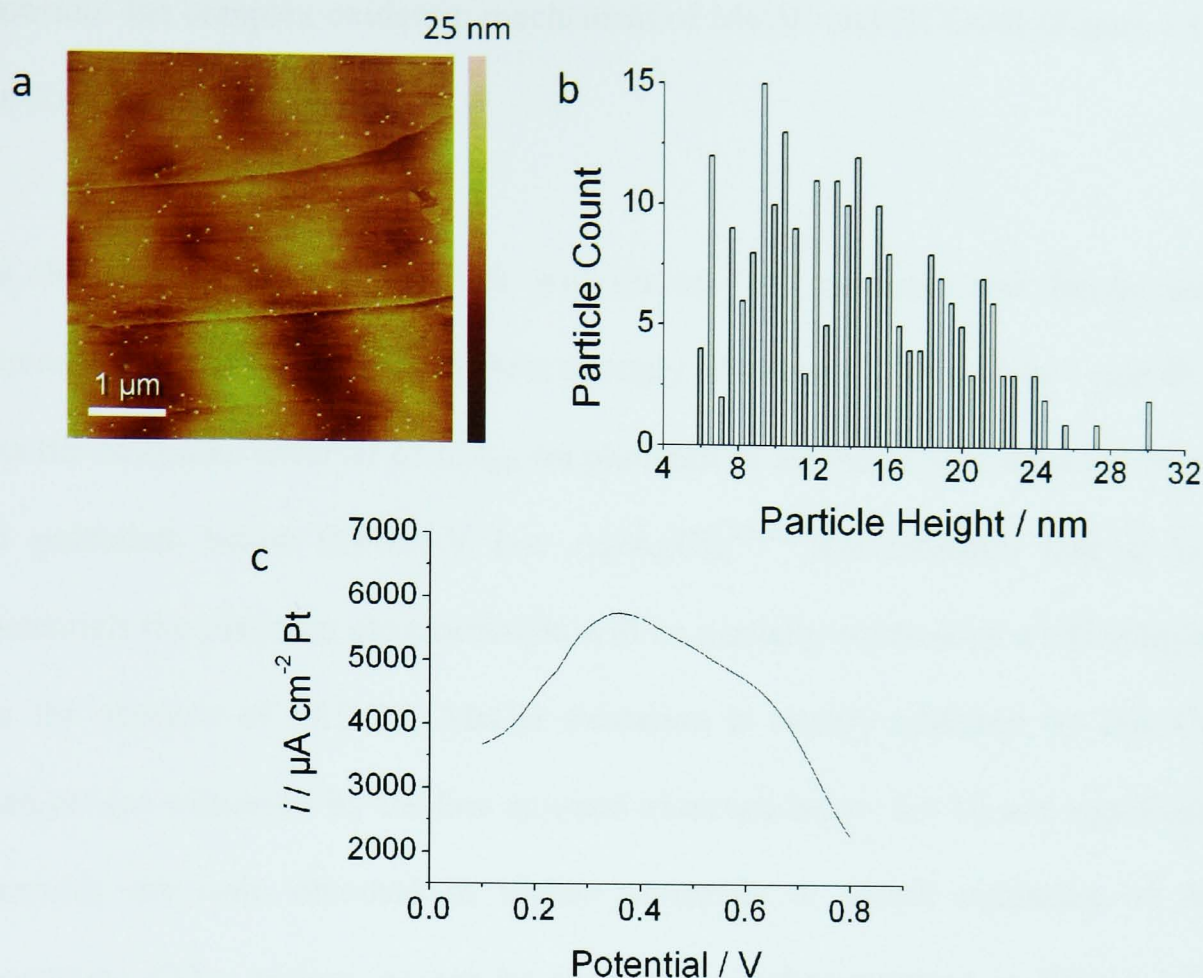 25 nm
a
1 µm
b
15
10
5
0
Particle Count
4 8 12 16 20 24 28 32
Particle Height / nm
c
7000
6000
5000
4000
3000
2000
i / µA cm⁻² Pt
0.0 0.2 0.4 0.6 0.8
Potential / V